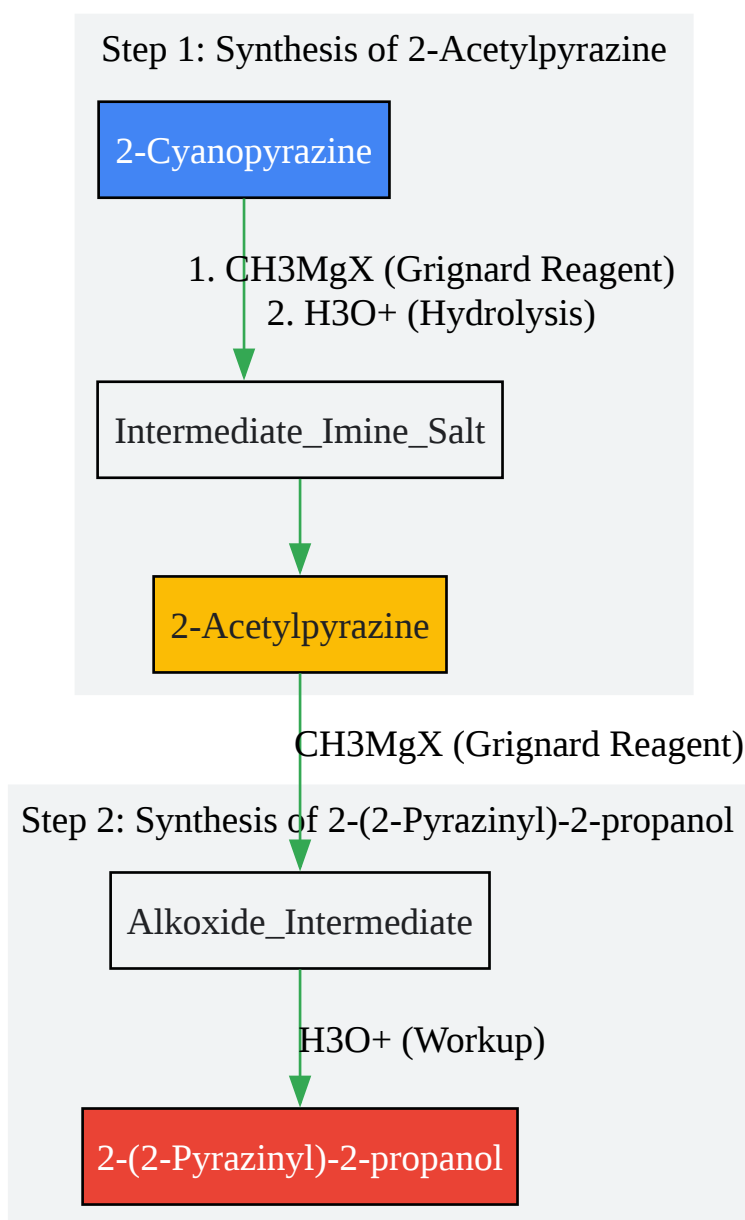 Step 1: Synthesis of 2-Acetylpyrazine
2-Cyanopyrazine
1. CH3MgX (Grignard Reagent)
2. H3O+ (Hydrolysis)
Intermediate_Imine_Salt
2-Acetylpyrazine
CH3MgX (Grignard Reagent)
Step 2: Synthesis of 2-(2-Pyrazinyl)-2-propanol
Alkoxide_Intermediate
H3O+ (Workup)
2-(2-Pyrazinyl)-2-propanol